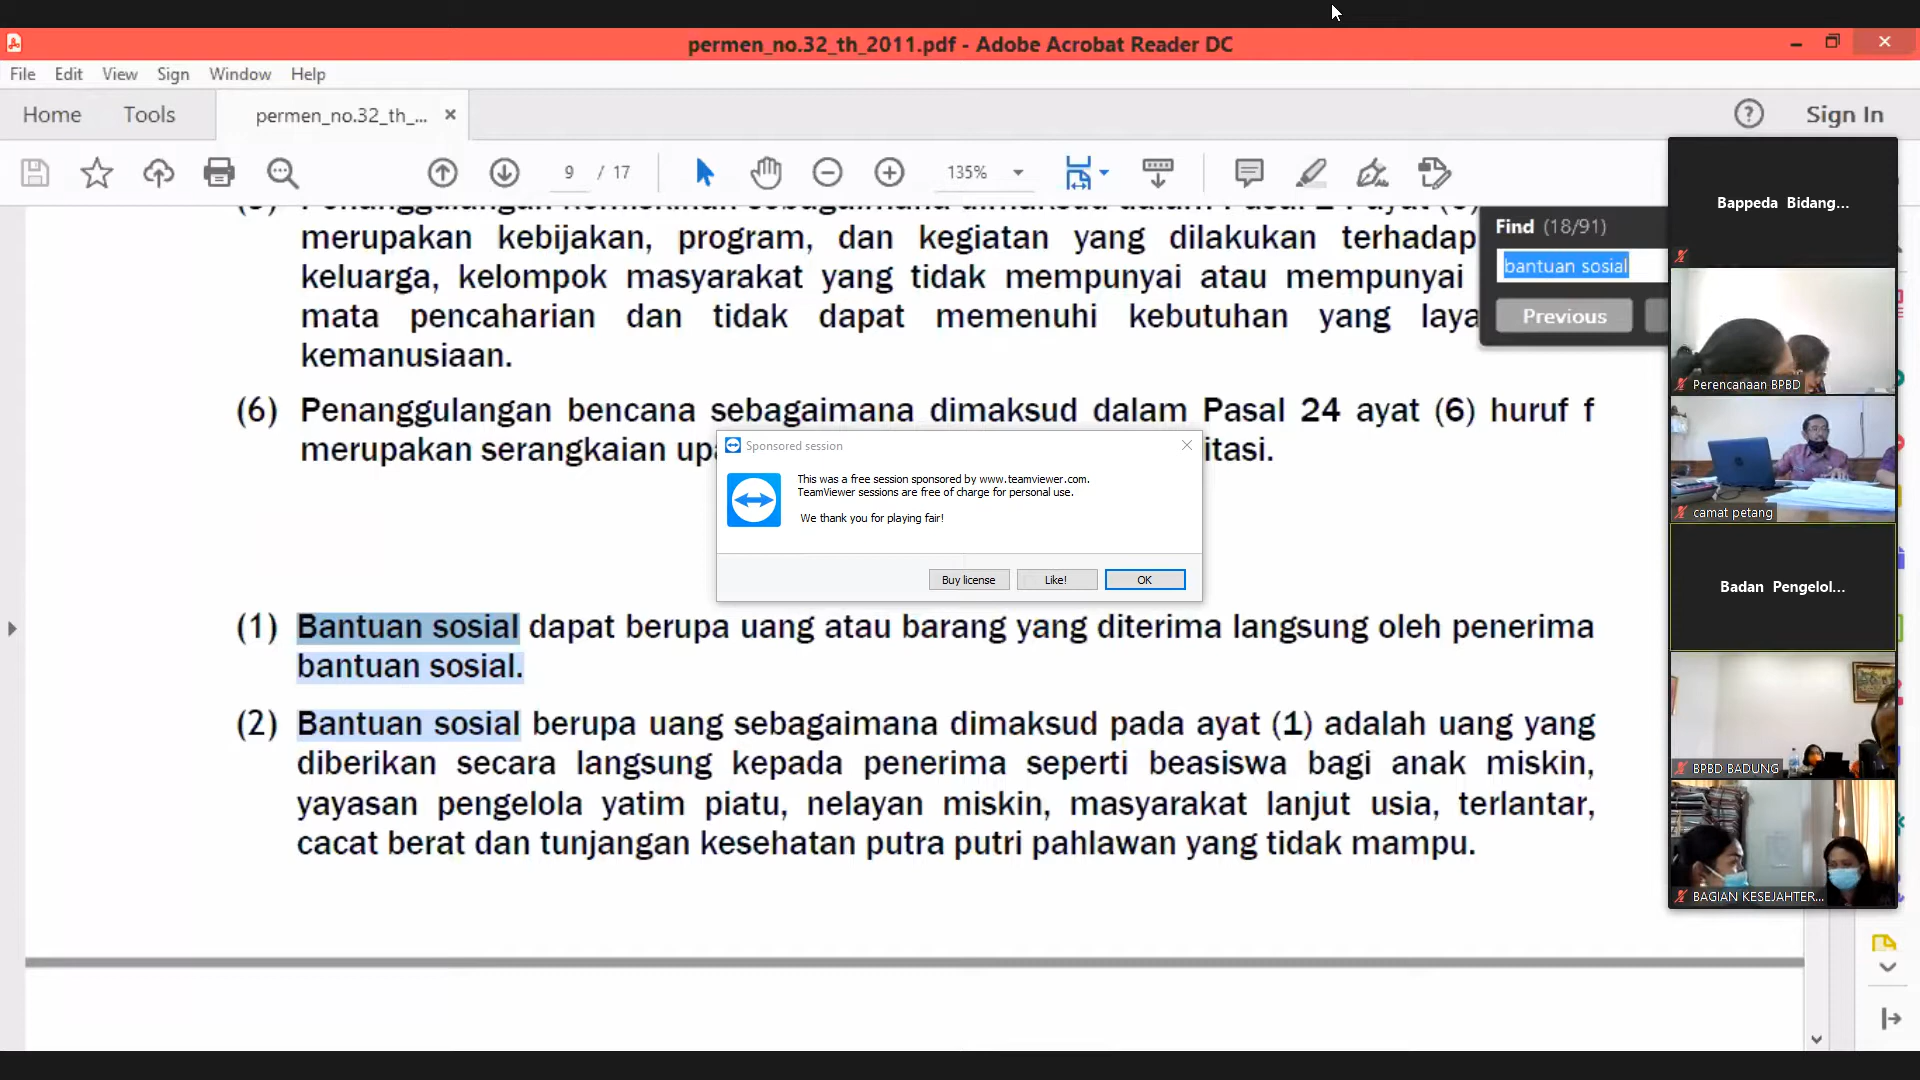 permen_no.32_th_2011.pdf - Adobe Acrobat Reader DC
File Edit View Sign Window Help
Home Tools permen_no.32_th_... Sign In
9 / 17 135%
Find (18/91)
bantuan sosial
Previous
merupakan kebijakan, program, dan kegiatan yang dilakukan terhadap
keluarga, kelompok masyarakat yang tidak mempunyai atau mempunyai
mata pencaharian dan tidak dapat memenuhi kebutuhan yang
kemanusiaan.
(6) Penanggulangan bencana sebagaimana dimaksud dalam Pasal 24 ayat (6) huruf f
merupakan serangkaian
Sponsored session
This was a free session sponsored by www.teamviewer.com.
TeamViewer sessions are free of charge for personal use.
We thank you for playing fair!
Buy license Like! OK
(1) Bantuan sosial dapat berupa uang atau barang yang diterima langsung oleh penerima
bantuan sosial.
(2) Bantuan sosial berupa uang sebagaimana dimaksud pada ayat (1) adalah uang yang
diberikan secara langsung kepada penerima seperti beasiswa bagi anak miskin,
yayasan pengelola yatim piatu, nelayan miskin, masyarakat lanjut usia, terlantar,
cacat berat dan tunjangan kesehatan putra putri pahlawan yang tidak mampu.
Bappeda Bidang...
Perencanaan BPBD
camat petang
Badan Pengelol...
BPBD BADUNG
BAGIAN KESEJAHTER...